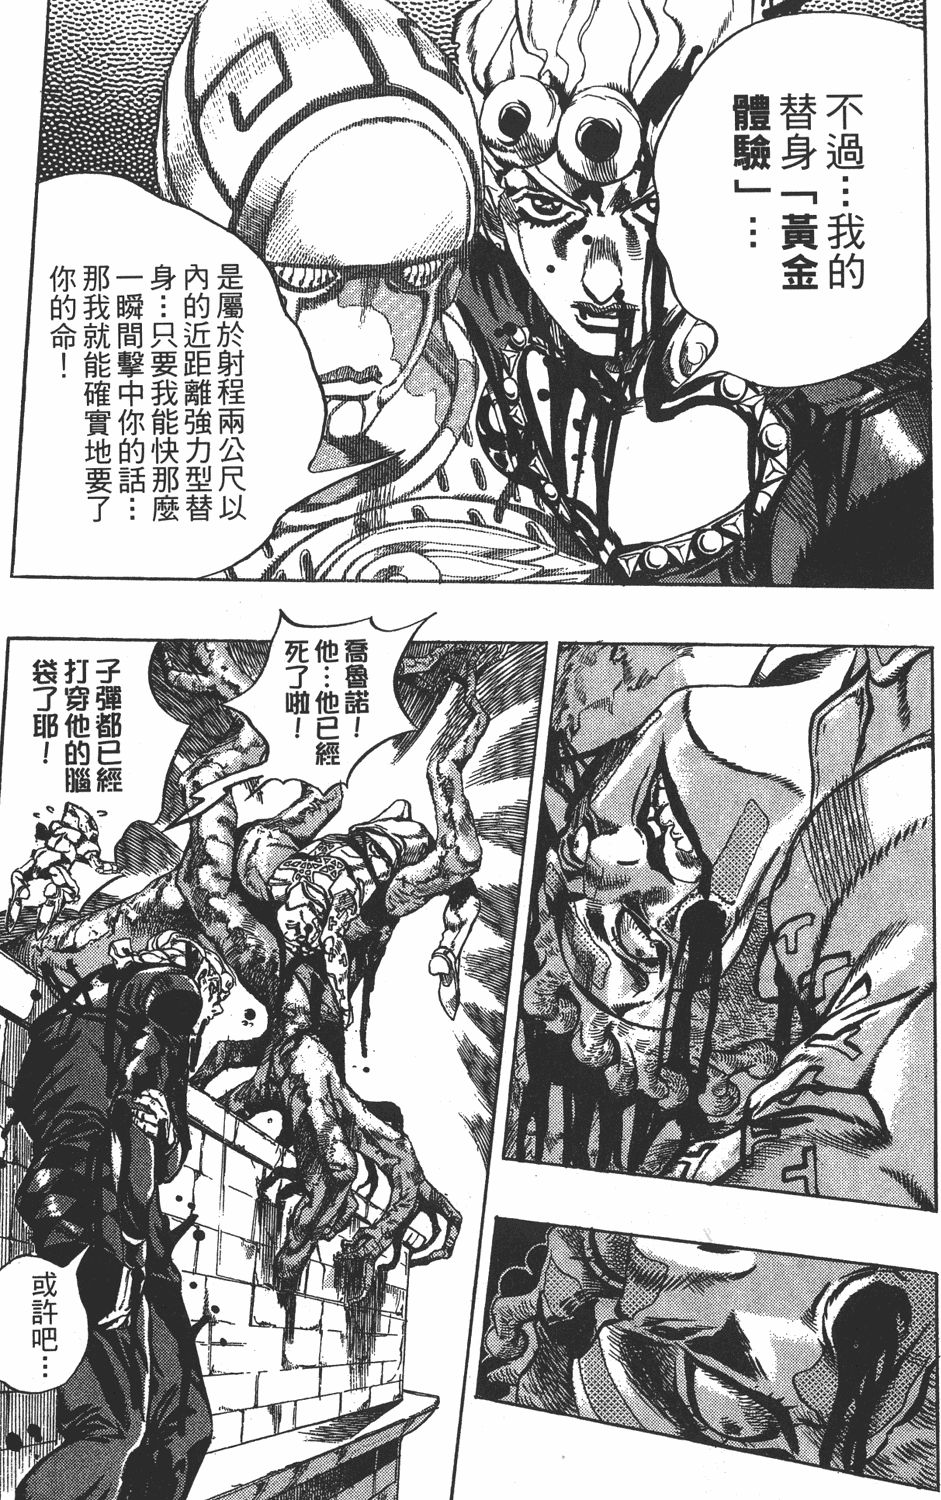 不過…我的
替身「黃金
體驗」…
是屬於射程兩公尺以
內的近距離強力型替
身…只要我能快那麼
一瞬間擊中你的話…
那我就能確實地要了
你的命！
喬魯諾！
他…他已經
死了啦！
子彈都已經
打穿他的腦
袋了耶！
或許吧…